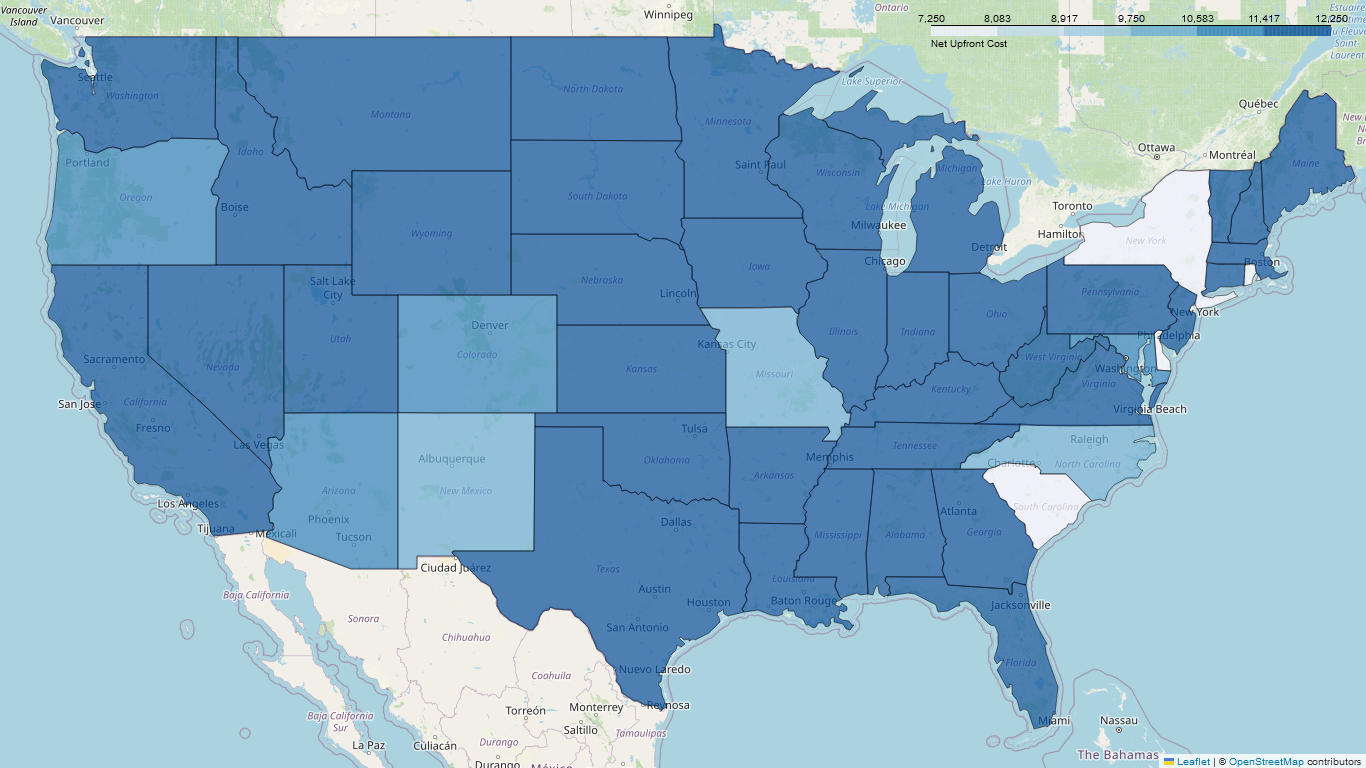 Vancouver
Island
Vancouver
Winnipeg
Ontario
7,250 8,083 8,917 9,750 10,583 11,417 12,250
Net Upfront Cost
Estuaire
du Fleuve
Saint-
Laurent
Seattle
Washington
Montana
North Dakota
Minnesota
Lake Superior
Québec
Ottawa
Montréal
Maine
Portland
Oregon
Idaho
Boise
South Dakota
Saint Paul
Wisconsin
Michigan
Lake Huron
Lake Michigan
Toronto
Hamilton
New York
Wyoming
Milwaukee
Detroit
Chicago
Boston
Iowa
Salt Lake
City
Nebraska
Lincoln
Pennsylvania
New York
Denver
Colorado
Utah
Nevada
Sacramento
Kansas City
Illinois
Indiana
Ohio
Philadelphia
San Jose
California
Fresno
Kansas
Missouri
Kentucky
West Virginia
Washington
Virginia
Virginia Beach
Las Vegas
Tulsa
Albuquerque
Oklahoma
Memphis
Tennessee
Raleigh
Charlotte
North Carolina
Arizona
New Mexico
Arkansas
Los Angeles
Phoenix
Tucson
Dallas
Atlanta
Georgia
South Carolina
Tijuana
Mexicali
Mississippi
Alabama
Ciudad Juárez
Texas
Louisiana
Baja California
Austin
Houston
Baton Rouge
Jacksonville
Sonora
Chihuahua
San Antonio
Coahuila
Nuevo Laredo
Florida
Reynosa
Baja California
Sur
Torreón
Monterrey
Saltillo
Tamaulipas
Miami
Nassau
La Paz
Culiacán
Durango
Durango
México
The Bahamas
Leaflet | © OpenStreetMap contributors